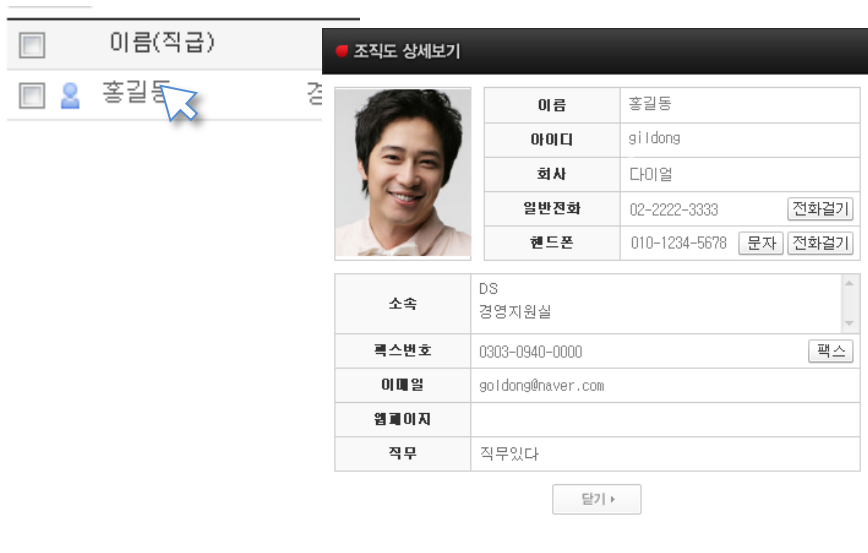 이름(직급)
홍길동
경
조직도 상세보기
이름 홍길동
아이디 gildong
회사 다이얼
일반전화 02-2222-3333 전화걸기
핸드폰 010-1234-5678 문자 전화걸기
소속 DS
경영지원실
팩스번호 0303-0940-0000 팩스
이메일 goldong@naver.com
웹페이지
직무 직무있다
닫기